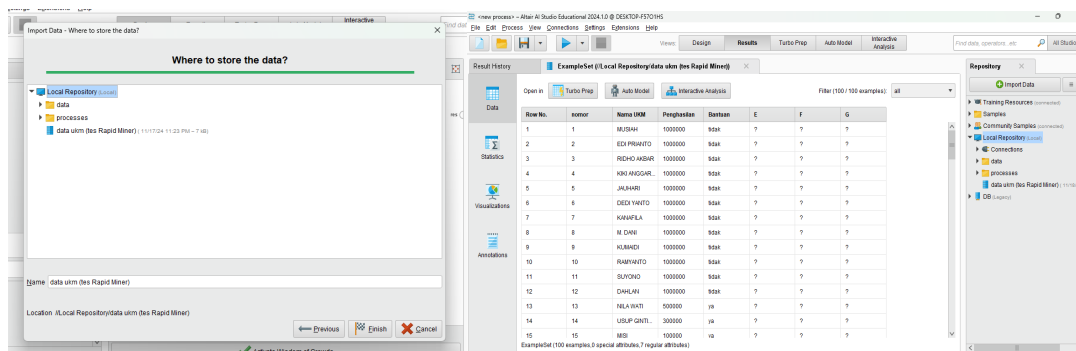 Interactive
Import Data - Where to store the data?
Where to store the data?
Local Repository (Local)
data
processes
data ukm (tes Rapid Miner) (11/17/24 11:23 PM – 7 kB)
Name data ukm (tes Rapid Miner)
Location //Local Repository/data ukm (tes Rapid Miner)
Previous Finish Cancel
<new process> – Altair AI Studio Educational 2024.1.0 @ DESKTOP-F57O1HS
File Edit Process View Connections Settings Extensions Help
Views: Design Results Turbo Prep Auto Model Interactive Analysis
Find data, operators...etc All Studio
Result History ExampleSet (//Local Repository/data ukm (tes Rapid Miner))
Open in Turbo Prep Auto Model Interactive Analysis Filter (100 / 100 examples): all
Data
Statistics
Visualizations
Annotations
Row No. nomor Nama UKM Penghasilan Bantuan E F G
1 1 MUSIAH 1000000 tidak ? ? ?
2 2 EDI PRIANTO 1000000 tidak ? ? ?
3 3 RIDHO AKBAR 1000000 tidak ? ? ?
4 4 KIKI ANGGAR... 1000000 tidak ? ? ?
5 5 JAUHARI 1000000 tidak ? ? ?
6 6 DEDI YANTO 1000000 tidak ? ? ?
7 7 KANAFILA 1000000 tidak ? ? ?
8 8 M. DANI 1000000 tidak ? ? ?
9 9 KUMAIDI 1000000 tidak ? ? ?
10 10 RAMYANTO 1000000 tidak ? ? ?
11 11 SUYONO 1000000 tidak ? ? ?
12 12 DAHLAN 1000000 tidak ? ? ?
13 13 NILA WATI 500000 ya ? ? ?
14 14 USUP GINTI... 300000 ya ? ? ?
15 15 MISI 100000 ya ? ? ?
ExampleSet (100 examples,0 special attributes,7 regular attributes)
Repository
Import Data
Training Resources (connected)
Samples
Community Samples (connected)
Local Repository (Local)
Connections
data
processes
data ukm (tes Rapid Miner)
DB (Legacy)